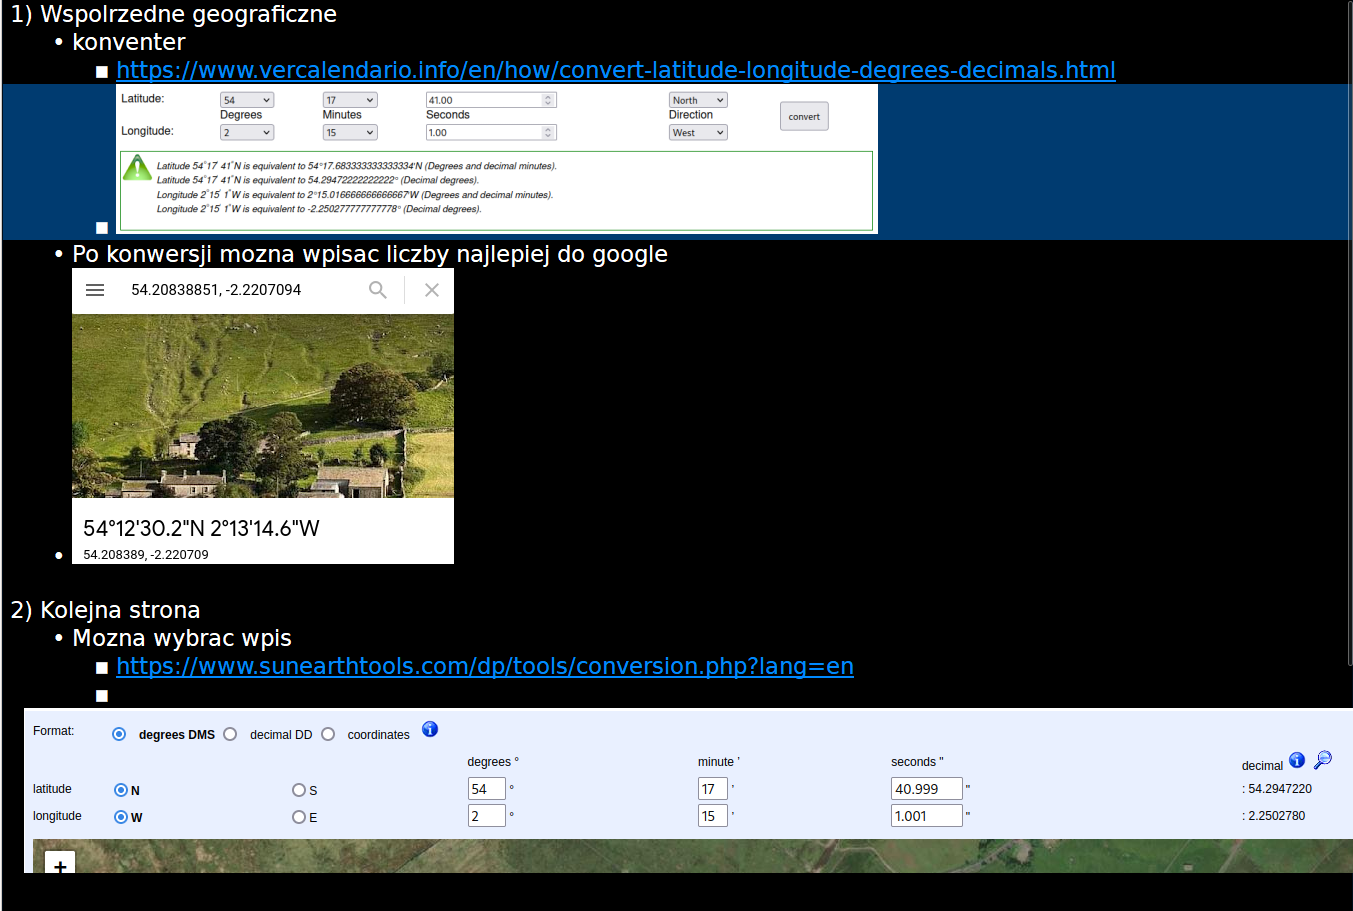 1) Wspolrzedne geograficzne
• konventer
https://www.vercalendario.info/en/how/convert-latitude-longitude-degrees-decimals.html
Latitude: 54 17 41.00 North
Degrees Minutes Seconds Direction convert
Longitude: 2 15 1.00 West
Latitude 54°17´41¨N is equivalent to 54°17.683333333333334'N (Degrees and decimal minutes).
Latitude 54°17´41¨N is equivalent to 54.29472222222222° (Decimal degrees).
Longitude 2°15´1¨W is equivalent to 2°15.016666666666667'W (Degrees and decimal minutes).
Longitude 2°15´1¨W is equivalent to -2.250277777777778° (Decimal degrees).
• Po konwersji mozna wpisac liczby najlepiej do google
54.20838851, -2.2207094
54°12'30.2"N 2°13'14.6"W
54.208389, -2.220709
2) Kolejna strona
• Mozna wybrac wpis
https://www.sunearthtools.com/dp/tools/conversion.php?lang=en
Format: degrees DMS decimal DD coordinates
degrees ° minute ' seconds " decimal
latitude N S 54 ° 17 ' 40.999 " : 54.2947220
longitude W E 2 ° 15 ' 1.001 " : 2.2502780
+